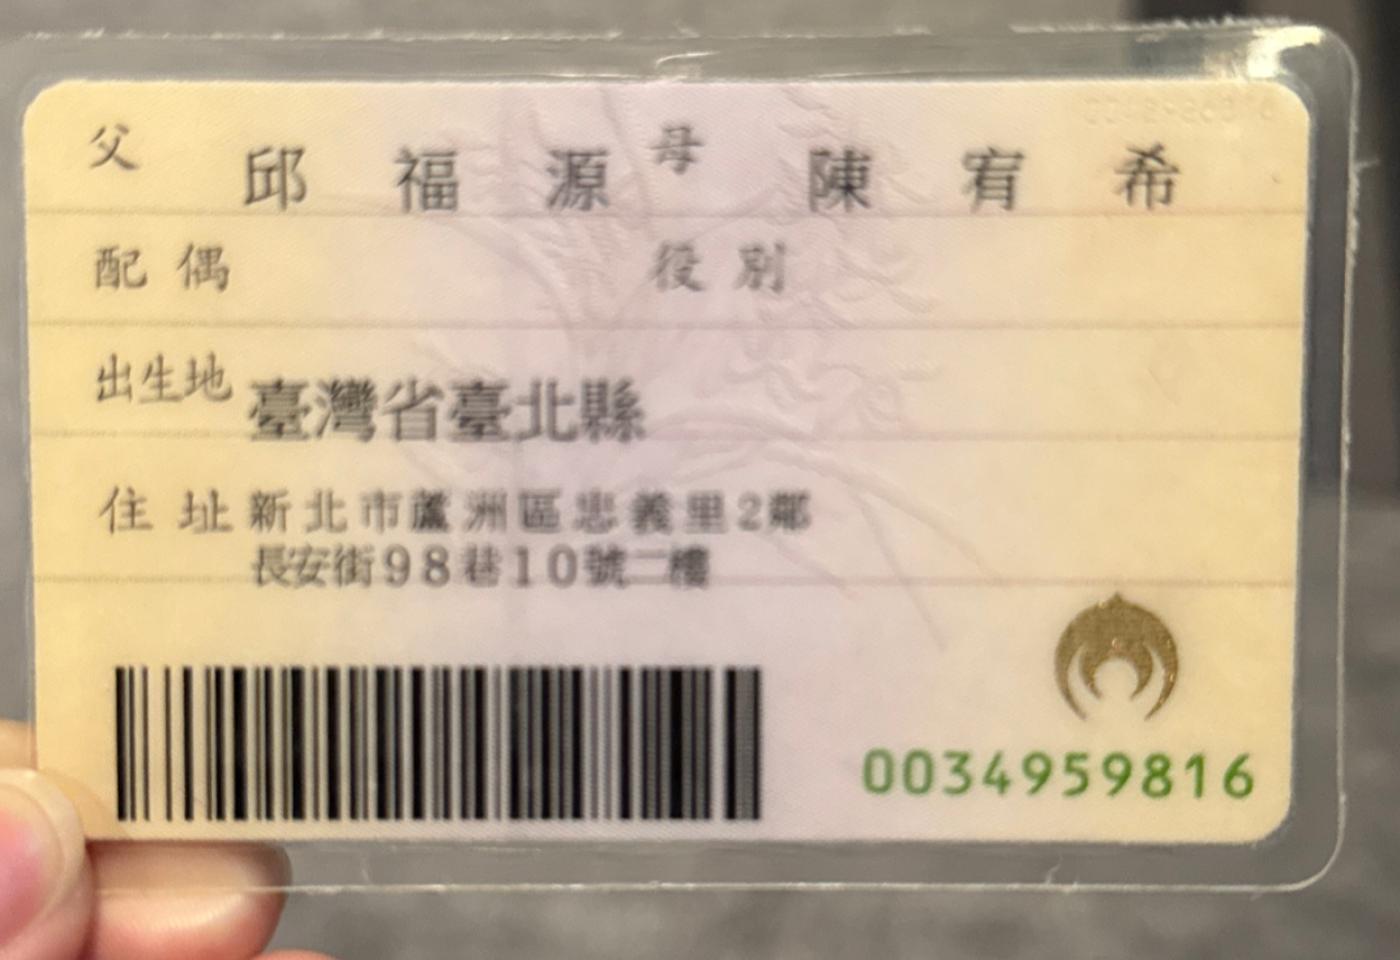 父 邱福源 母 陳宥希
配偶 役別
出生地 臺灣省臺北縣
住址 新北市蘆洲區忠義里2鄰
長安街98巷10號二樓
0034959816